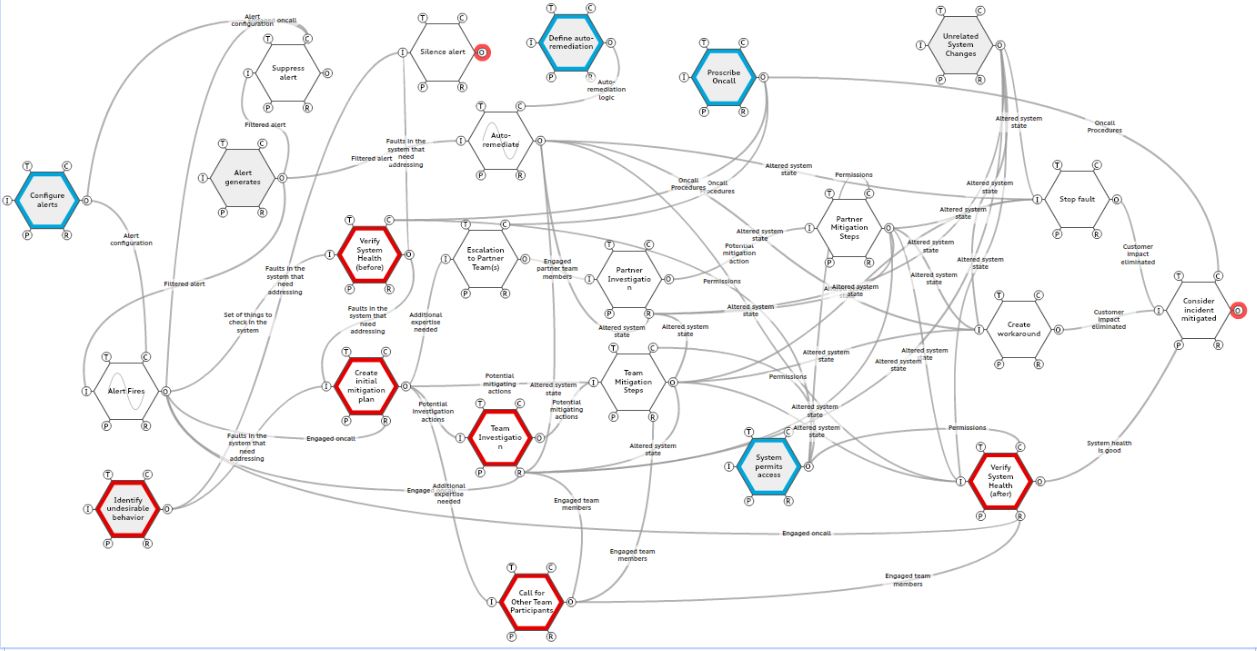 Alert
configuration
oncall
Suppress
alert
Silence alert
Define auto-
remediation
Auto-
remediation
logic
Proscribe
Oncall
Unrelated
System
Changes
Filtered alert
Alert
generates
Filtered alert
Faults in the
system that
need
addressing
Auto-
remediate
Altered system
state
Oncall
Procedures
Altered system
state
Configure
alerts
Alert
configuration
Oncall
Procedures
Oncall
Permissions
Altered system
state
Stop fault
Partner
Mitigation
Steps
Altered system
state
Altered system
state
Verify
System
Health
(before)
Escalation
to Partner
Team(s)
Engaged
partner team
members
Partner
Investigatio
n
Potential
mitigation
action
Altered system
state
Altered system
state
Altered system
state
Customer
impact
eliminated
Filtered alert
Faults in the
system that
need
addressing
Permissions
Altered system
state
Altered system
state
Set of things to
check in the
system
Faults in the
system that
need
addressing
Additional
expertise
needed
Altered system
state
Altered system
state
Altered system
state
Create
workaround
Customer
impact
eliminated
Consider
incident
mitigated
Alert Fires
Create
initial
mitigation
plan
Potential
mitigating
actions
Altered system
state
Team
Mitigation
Steps
Permissions
Altered system
state
Altered system
state
Potential
investigation
actions
Potential
mitigating
actions
Altered system
state
Altered system
state
Faults in the
system that
need
addressing
Engaged oncall
Team
Investigatio
n
Altered system
state
Altered system
state
Permissions
System health
is good
System
permits
access
Verify
System
Health
(after)
Identify
undesirable
behavior
Additional
expertise
needed
Engaged team
members
Engaged oncall
Engaged team
members
Engaged team
members
Call for
Other Team
Participants